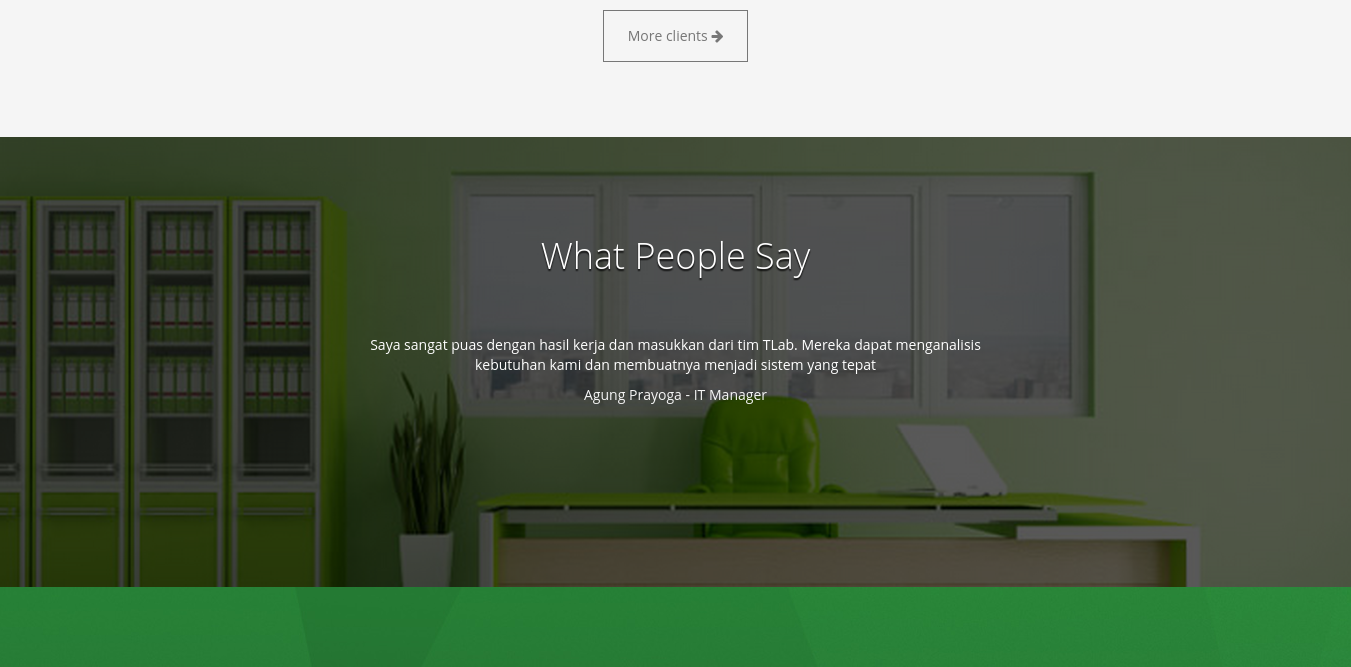 More clients
What People Say
Saya sangat puas dengan hasil kerja dan masukkan dari tim TLab. Mereka dapat menganalisis
kebutuhan kami dan membuatnya menjadi sistem yang tepat
Agung Prayoga - IT Manager